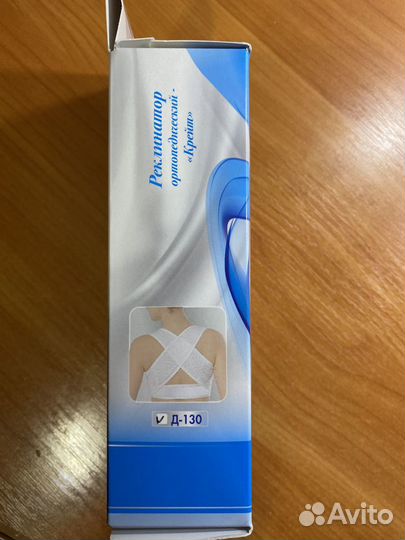 Реклинатор
ортопедический -
«Крейт»
Д-130
Avito